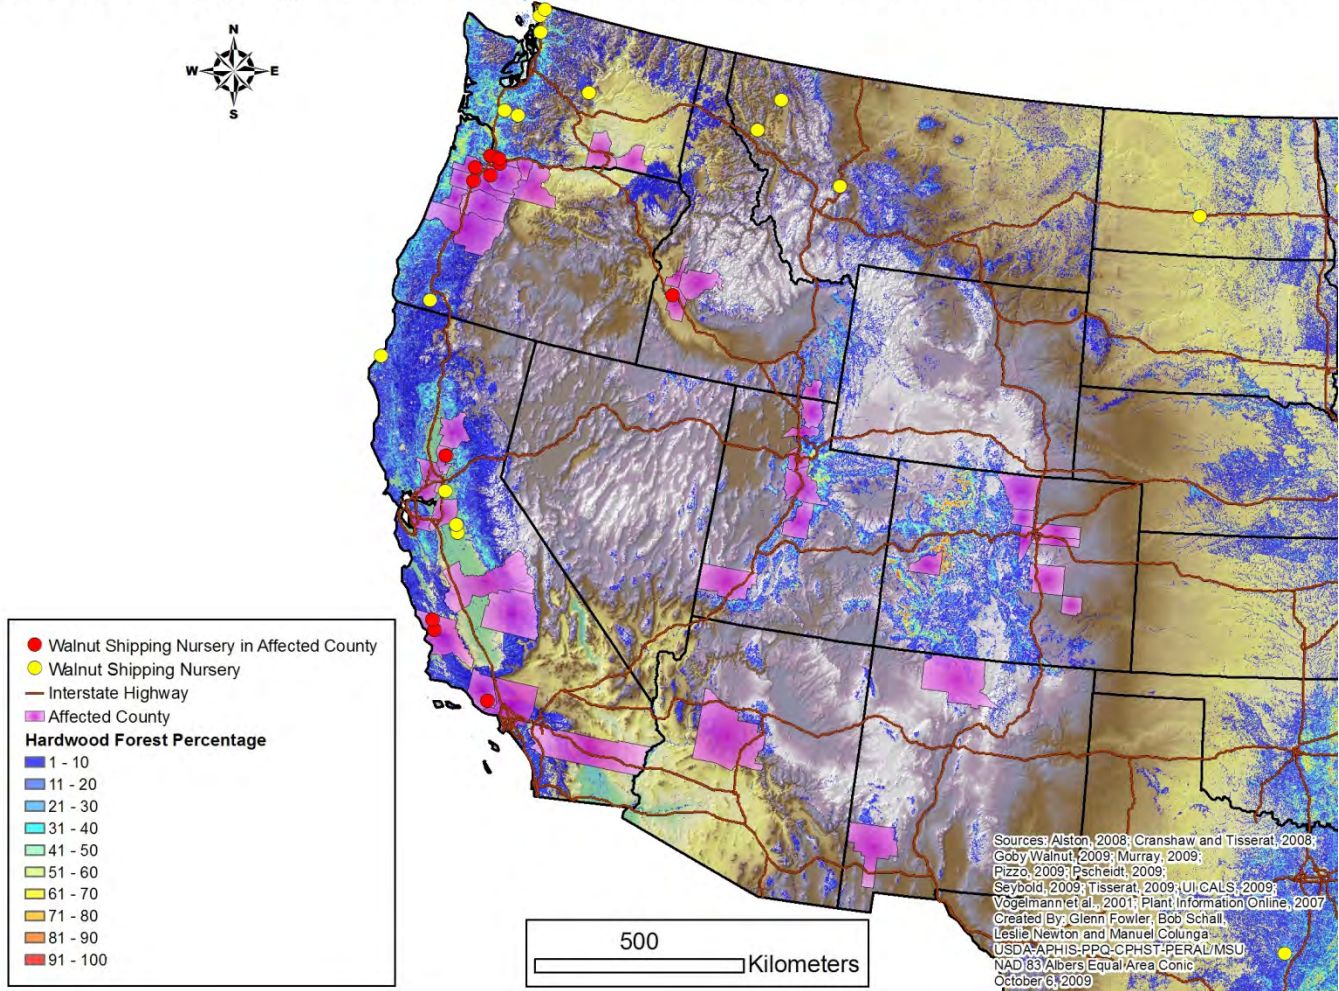 N
W E
S
Walnut Shipping Nursery in Affected County
Walnut Shipping Nursery
Interstate Highway
Affected County
Hardwood Forest Percentage
1 - 10
11 - 20
21 - 30
31 - 40
41 - 50
51 - 60
61 - 70
71 - 80
81 - 90
91 - 100
500
Kilometers
Sources: Alston, 2008; Cranshaw and Tisserat, 2008;
Goby Walnut, 2009; Murray, 2009;
Pizzo, 2009; Pscheidt, 2009;
Seybold, 2009; Tisserat, 2009; UI CALS, 2009;
Vogelmann et al., 2001; Plant Information Online, 2007
Created By: Glenn Fowler, Bob Schall,
Leslie Newton and Manuel Colunga
USDA-APHIS-PPQ-CPHST-PERAL/MSU
NAD 83 Albers Equal Area Conic
October 6, 2009